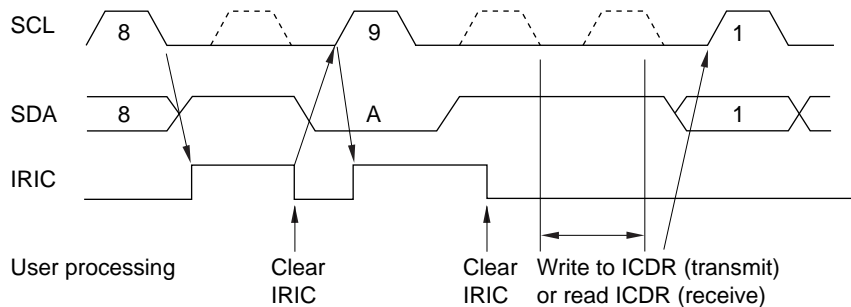 SCL 8 9 1
SDA 8 A 1
IRIC
User processing Clear IRIC Clear IRIC Write to ICDR (transmit) or read ICDR (receive)